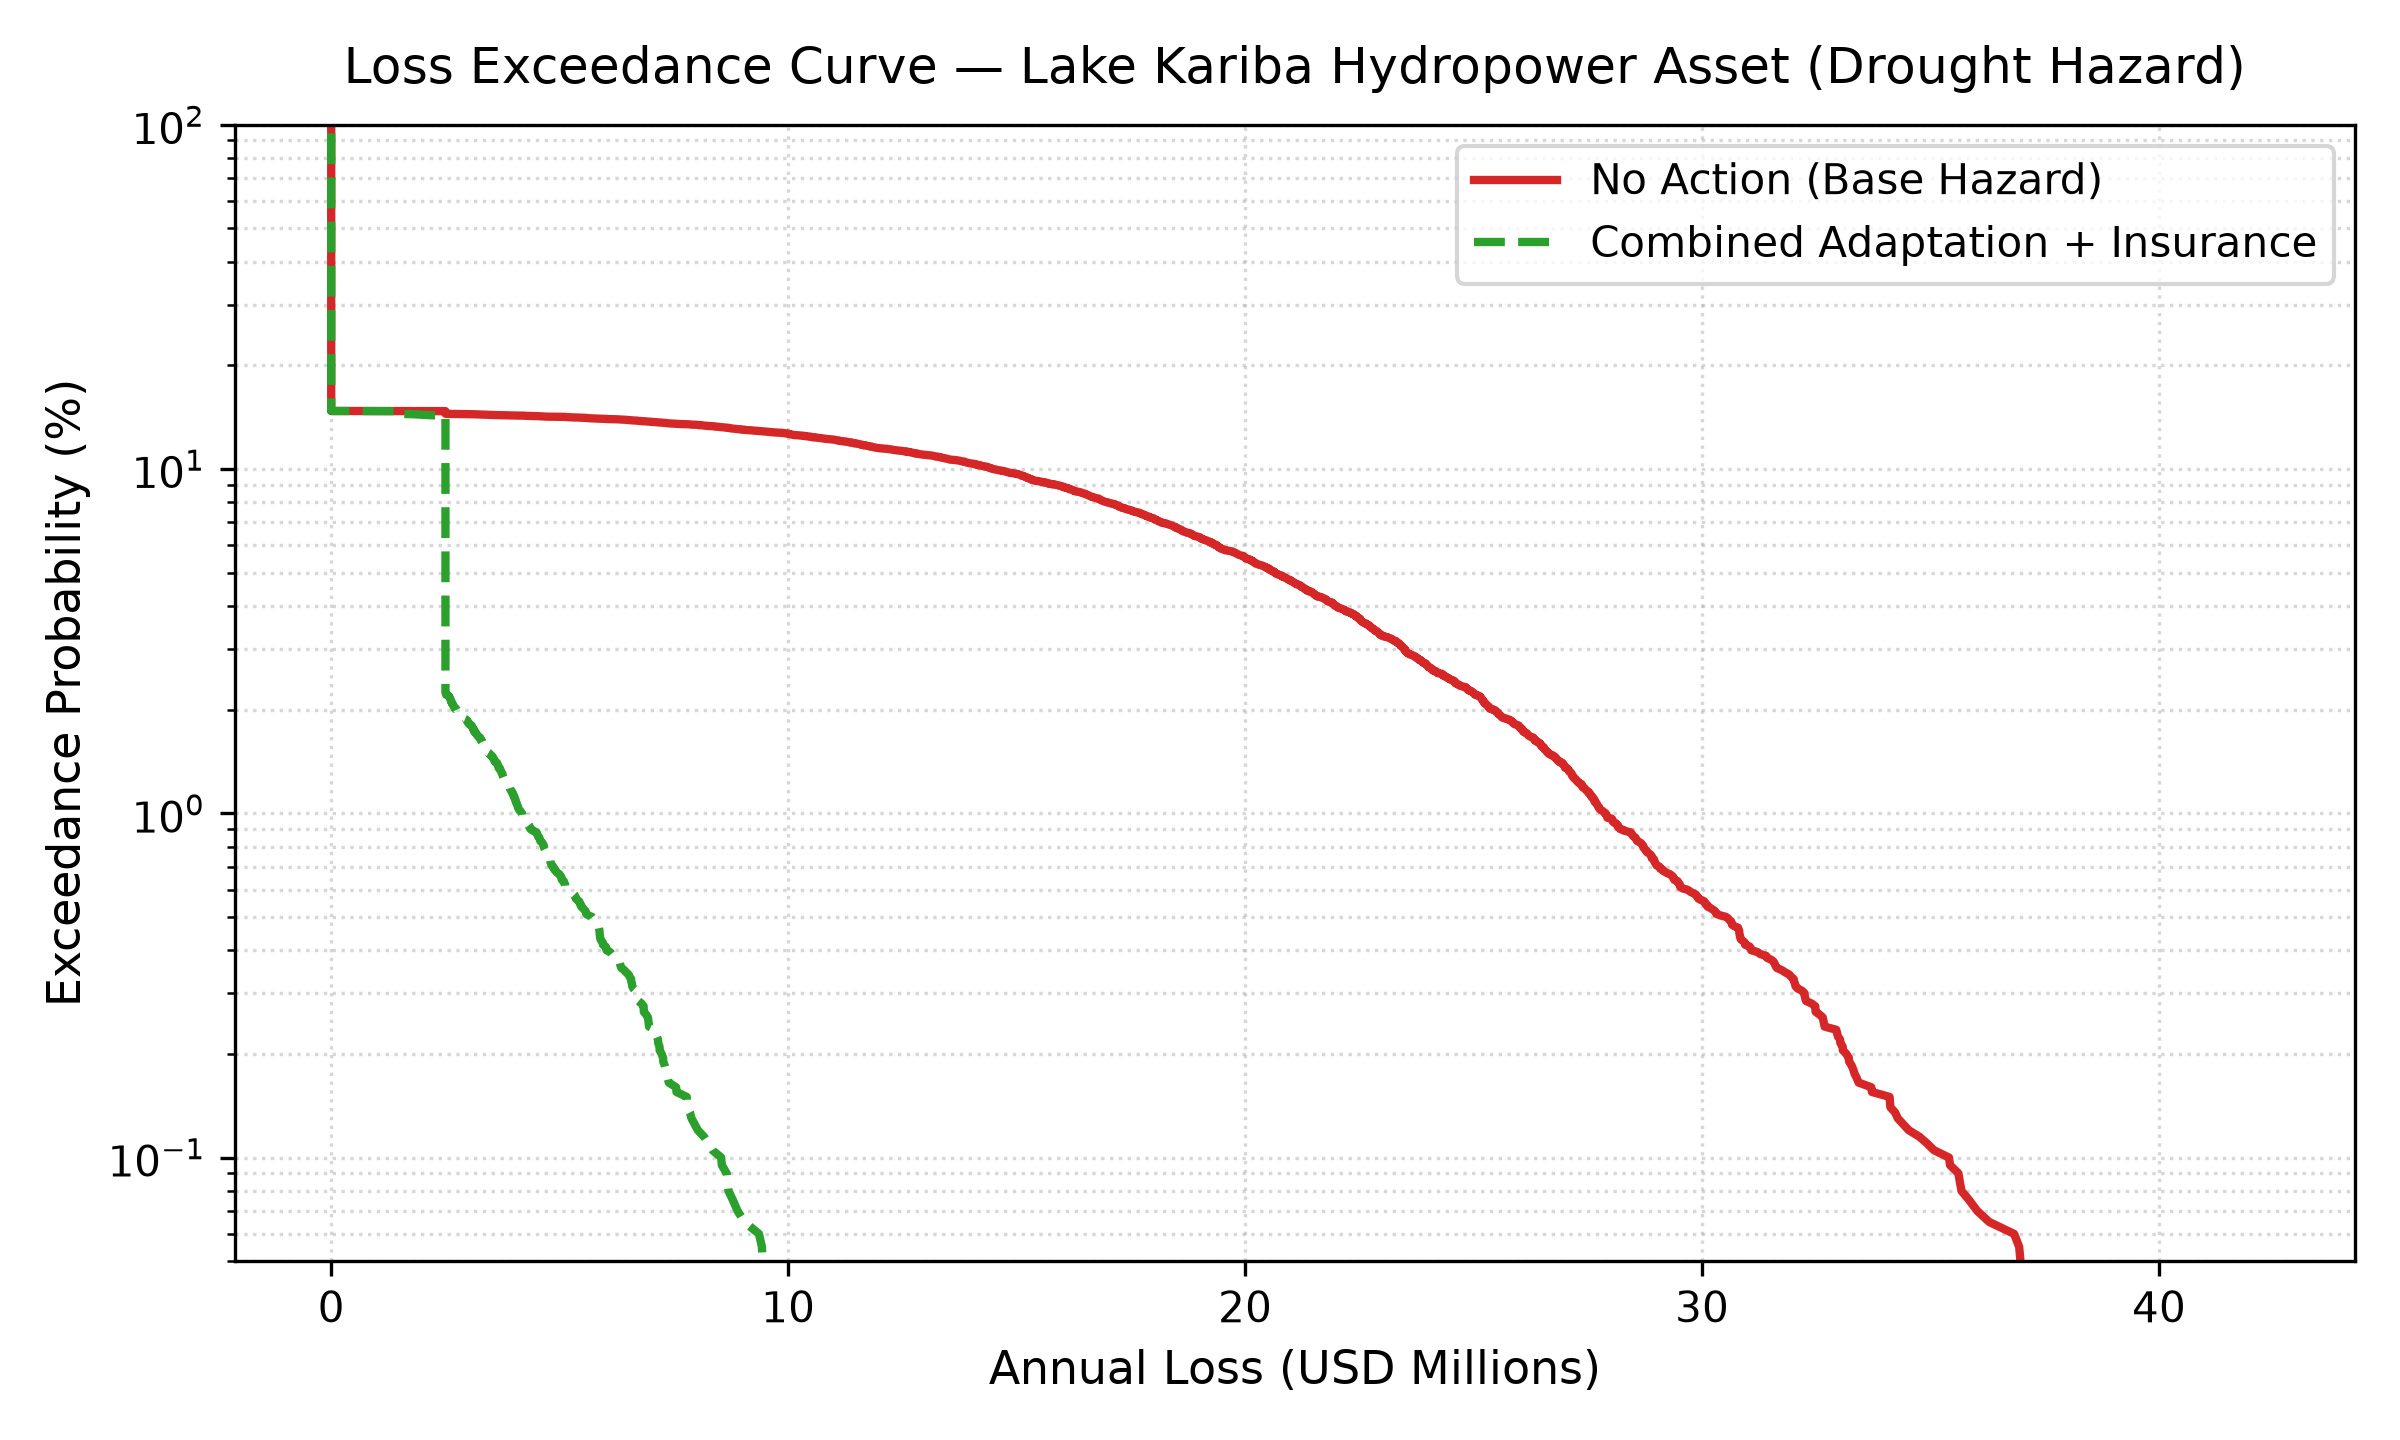 Loss Exceedance Curve — Lake Kariba Hydropower Asset (Drought Hazard)
No Action (Base Hazard)
Combined Adaptation + Insurance
Exceedance Probability (%)
10²
10¹
10⁰
10⁻¹
0 10 20 30 40
Annual Loss (USD Millions)